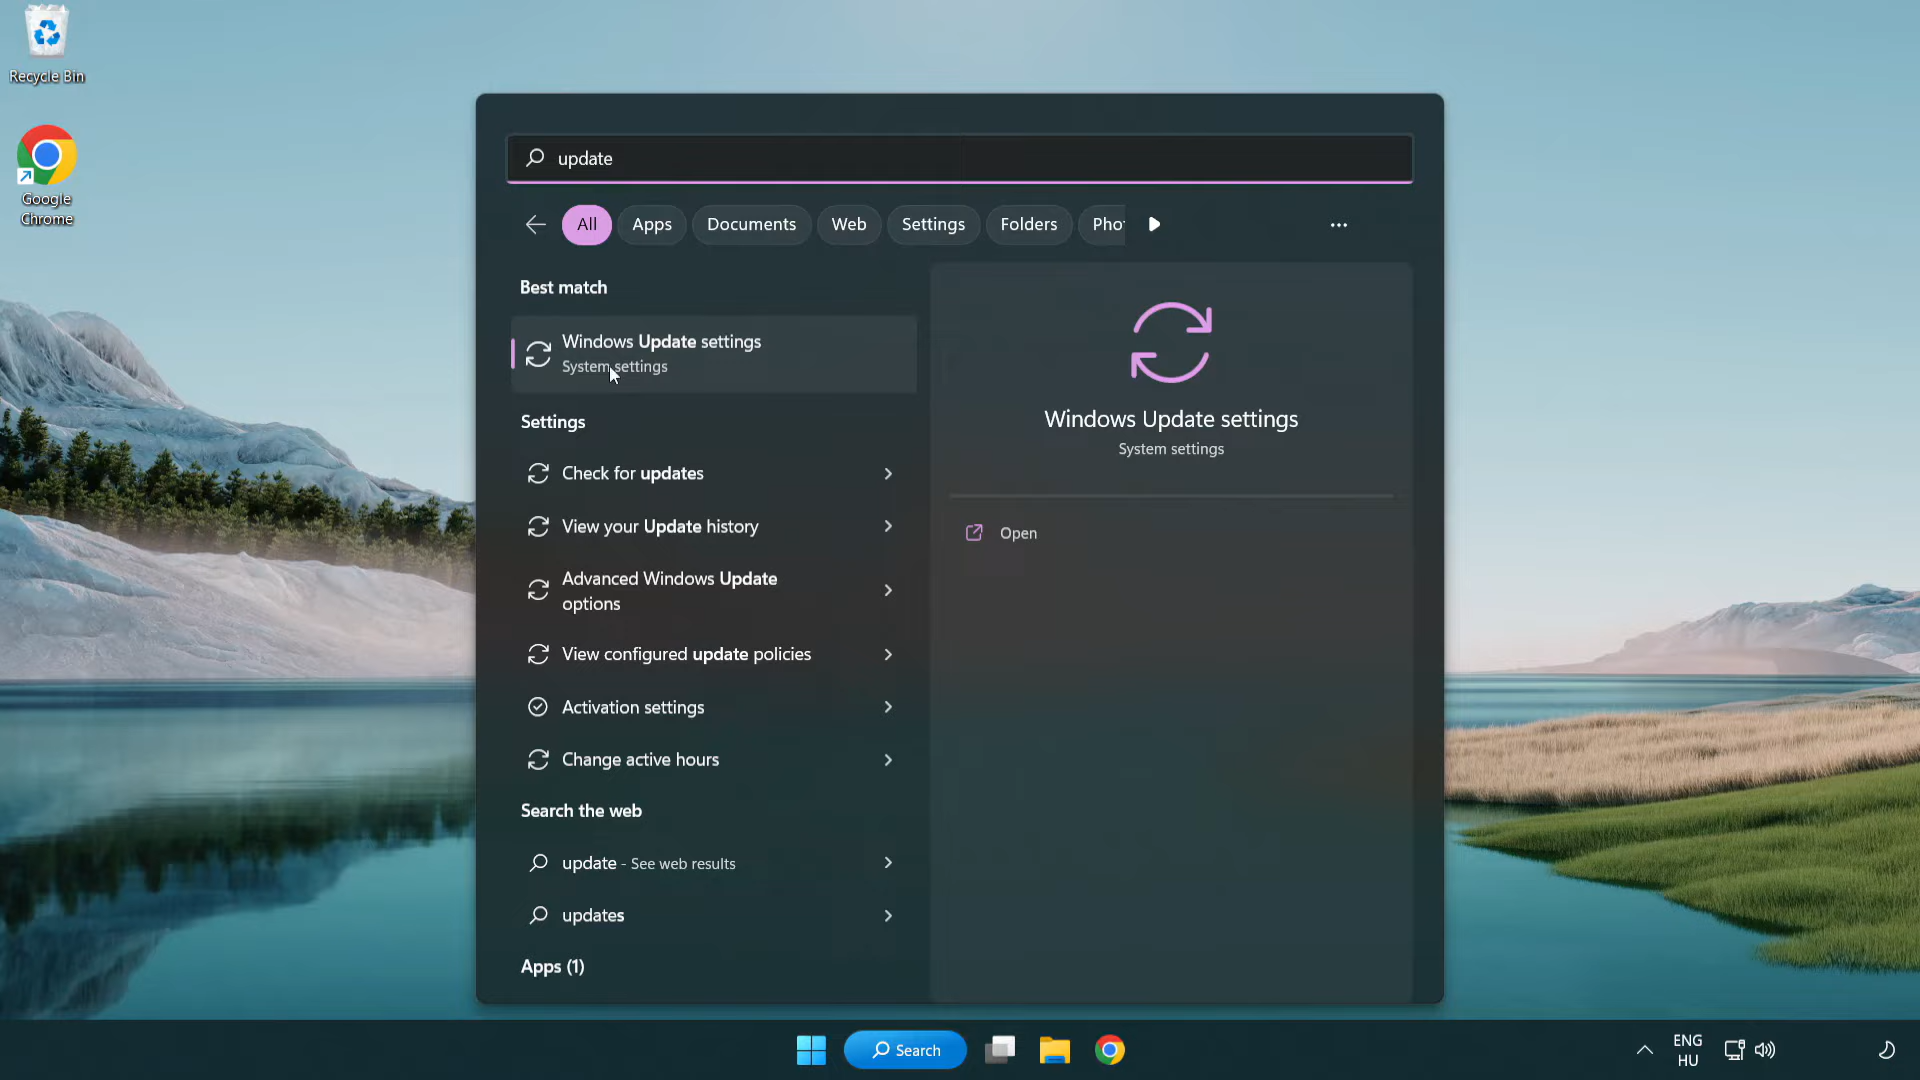 Recycle Bin
Google
Chrome
update
All
Apps
Documents
Web
Settings
Folders
Phot
Best match
Windows Update settings
System settings
Settings
Check for updates
View your Update history
Advanced Windows Update
options
View configured update policies
Activation settings
Change active hours
Search the web
update - See web results
updates
Apps (1)
Windows Update settings
System settings
Open
Search
ENG
HU